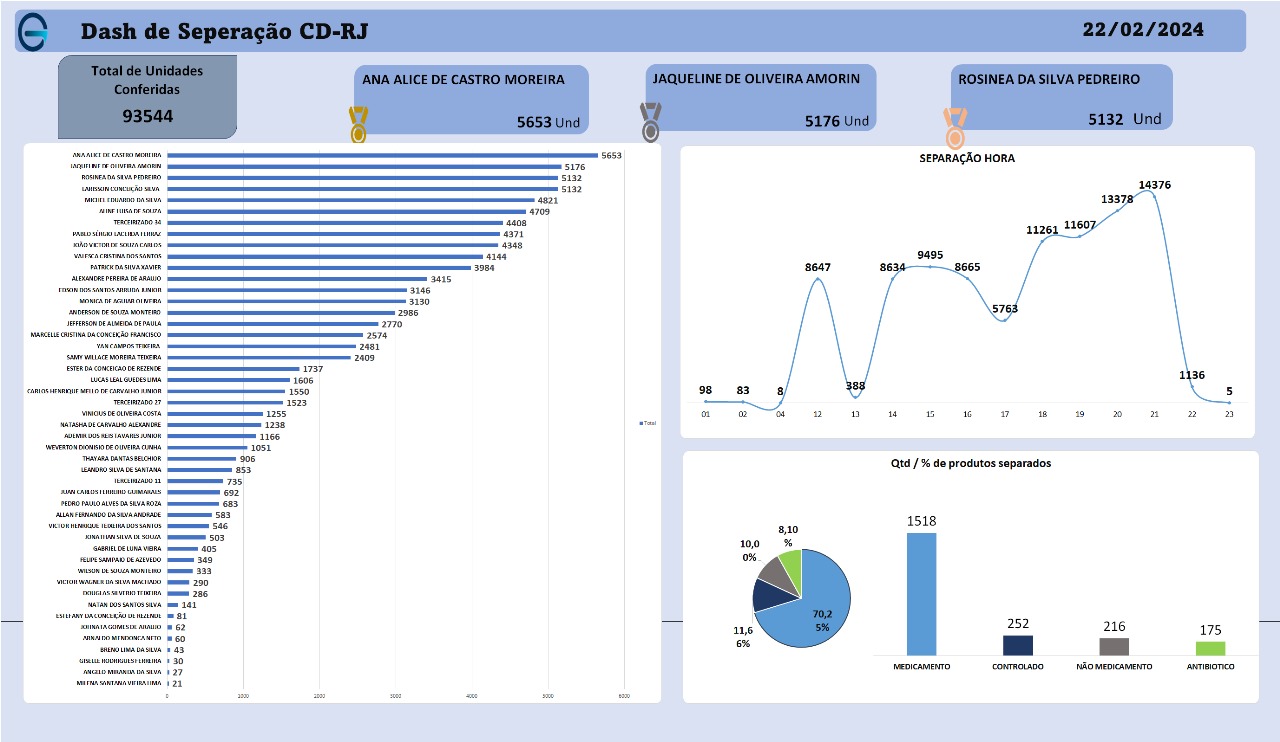 Dash de Seperação CD-RJ
22/02/2024
Total de Unidades
Conferidas
93544
ANA ALICE DE CASTRO MOREIRA
5653 Und
JAQUELINE DE OLIVEIRA AMORIN
5176 Und
ROSINEA DA SILVA PEDREIRO
5132 Und
ANA ALICE DE CASTRO MOREIRA 5653
JAQUELINE DE OLIVEIRA AMORIN 5176
ROSINEA DA SILVA PEDREIRO 5132
LARISSON CONCEIÇÃO SILVA 5132
MICHEL EDUARDO DA SILVA 4821
ALINE LUISA DE SOUZA 4709
TERCEIRIZADO 34 4408
PABLO SÉRGIO LACERDA FERRAZ 4371
JOÃO VICTOR DE SOUZA CARLOS 4348
VALESCA CRISTINA DOS SANTOS 4144
PATRICK DA SILVA XAVIER 3984
ALEXANDRE PEREIRA DE ARAUJO 3415
EDSON DOS SANTOS ARRUDA JUNIOR 3146
MONICA DE AGUIAR OLIVEIRA 3130
ANDERSON DE SOUZA MONTEIRO 2986
JEFFERSON DE ALMEIDA DE PAULA 2770
MARCELLE CRISTINA DA CONCEIÇÃO FRANCISCO 2574
YAN CAMPOS TEIXEIRA 2481
SAMY WILLACE MOREIRA TEIXEIRA 2409
ESTER DA CONCEICAO DE REZENDE 1737
LUCAS LEAL GUEDES LIMA 1606
CARLOS HENRIQUE MELLO DE CARVALHO JUNIOR 1550
TERCEIRIZADO 27 1523
VINICIUS DE OLIVEIRA COSTA 1255
NATASHA DE CARVALHO ALEXANDRE 1238
ADEMIR DOS REIS TAVARES JUNIOR 1166
WEVERTON DIONISIO DE OLIVEIRA CUNHA 1051
THAYARA DANTAS BELCHIOR 906
LEANDRO SILVA DE SANTANA 853
TERCEIRIZADO 11 735
JUAN CARLOS FERREIRO GUIMARAES 692
PEDRO PAULO ALVES DA SILVA ROZA 683
ALLAN FERNANDO DA SILVA ANDRADE 583
VICTOR HENRIQUE TEIXEIRA DOS SANTOS 546
JONATHAN SILVA DE SOUZA 503
GABRIEL DE LUNA VIEIRA 405
FELIPE SAMPAIO DE AZEVEDO 349
WILSON DE SOUZA MONTEIRO 333
VICTOR WAGNER DA SILVA MACHADO 290
DOUGLAS SILVERIO TEIXEIRA 286
NATAN DOS SANTOS SILVA 141
ESTEFANY DA CONCEIÇÃO DE REZENDE 81
JOHNATA GOMES DE ARAUJO 62
ARNALDO MENDONCA NETO 60
BRENO LIMA DA SILVA 43
GISELLE RODRIGUES FERREIRA 30
ANGELO MIRANDA DA SILVA 27
MILENA SANTANA VIEIRA LIMA 21
0 1000 2000 3000 4000 5000 6000
Total
SEPARAÇÃO HORA
98 83 8 8647 388 8634 9495 8665 5763 11261 11607 13378 14376 1136 5
01 02 04 12 13 14 15 16 17 18 19 20 21 22 23
Qtd / % de produtos separados
8,10
%
10,0
0%
11,6
6%
70,2
5%
1518 252 216 175
MEDICAMENTO CONTROLADO NÃO MEDICAMENTO ANTIBIOTICO